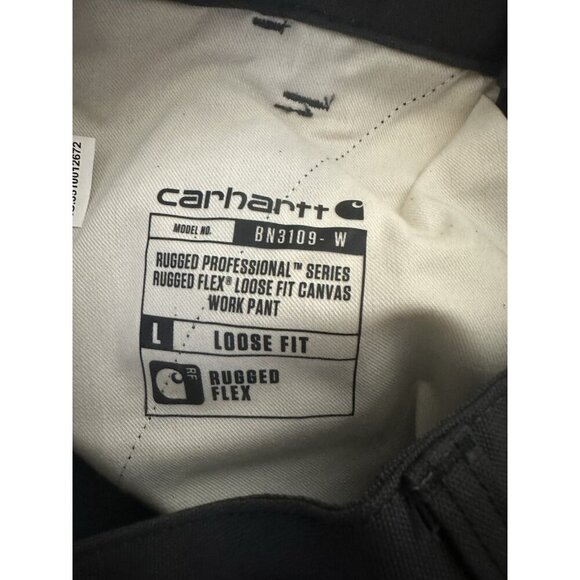 carhartt
MODEL NO. BN3109- W
RUGGED PROFESSIONAL™ SERIES
RUGGED FLEX® LOOSE FIT CANVAS
WORK PANT
L LOOSE FIT
RF RUGGED
FLEX